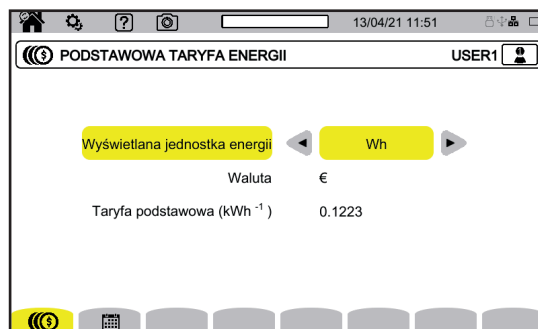 13/04/21 11:51
PODSTAWOWA TARYFA ENERGII USER1
Wyświetlana jednostka energii Wh
Waluta €
Taryfa podstawowa (kWh ⁻¹ ) 0.1223